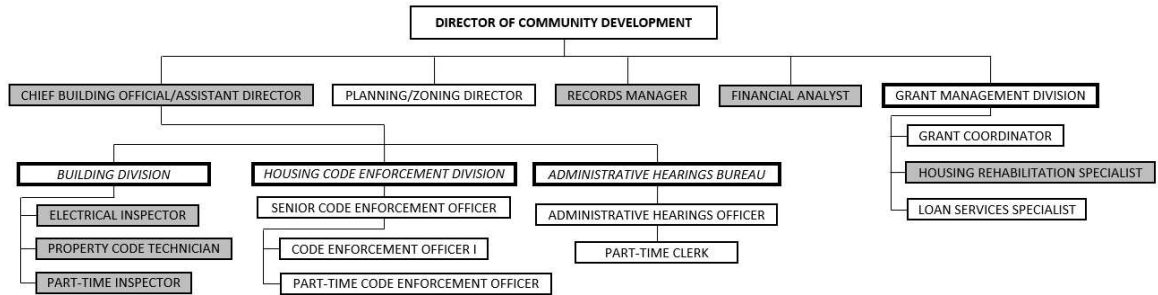 DIRECTOR OF COMMUNITY DEVELOPMENT
CHIEF BUILDING OFFICIAL/ASSISTANT DIRECTOR
PLANNING/ZONING DIRECTOR
RECORDS MANAGER
FINANCIAL ANALYST
GRANT MANAGEMENT DIVISION
GRANT COORDINATOR
HOUSING REHABILITATION SPECIALIST
LOAN SERVICES SPECIALIST
BUILDING DIVISION
ELECTRICAL INSPECTOR
PROPERTY CODE TECHNICIAN
PART-TIME INSPECTOR
HOUSING CODE ENFORCEMENT DIVISION
SENIOR CODE ENFORCEMENT OFFICER
CODE ENFORCEMENT OFFICER I
PART-TIME CODE ENFORCEMENT OFFICER
ADMINISTRATIVE HEARINGS BUREAU
ADMINISTRATIVE HEARINGS OFFICER
PART-TIME CLERK